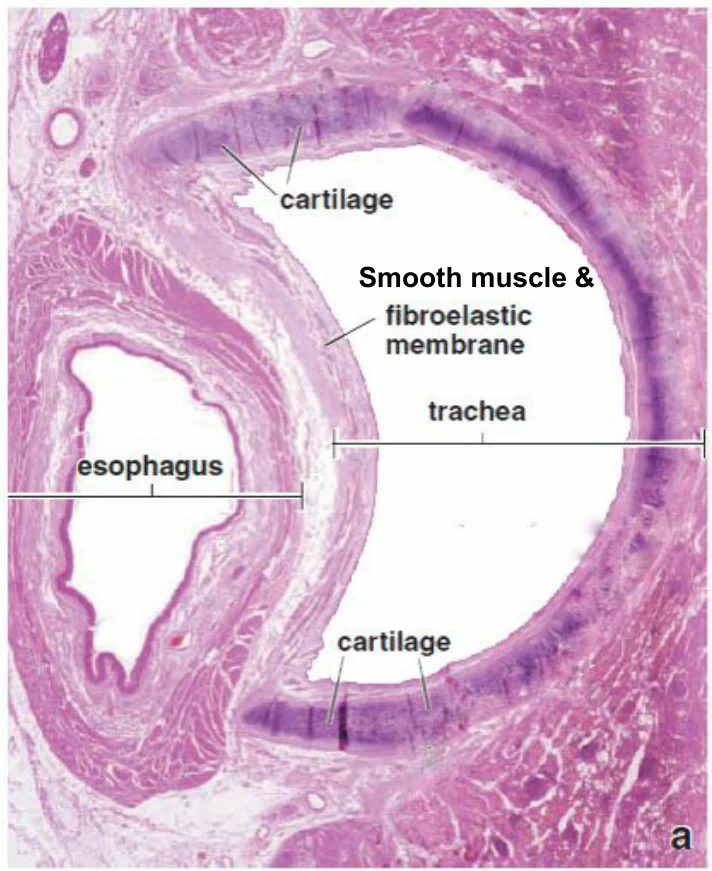 cartilage
Smooth muscle &
fibroelastic
membrane
trachea
esophagus
cartilage
a